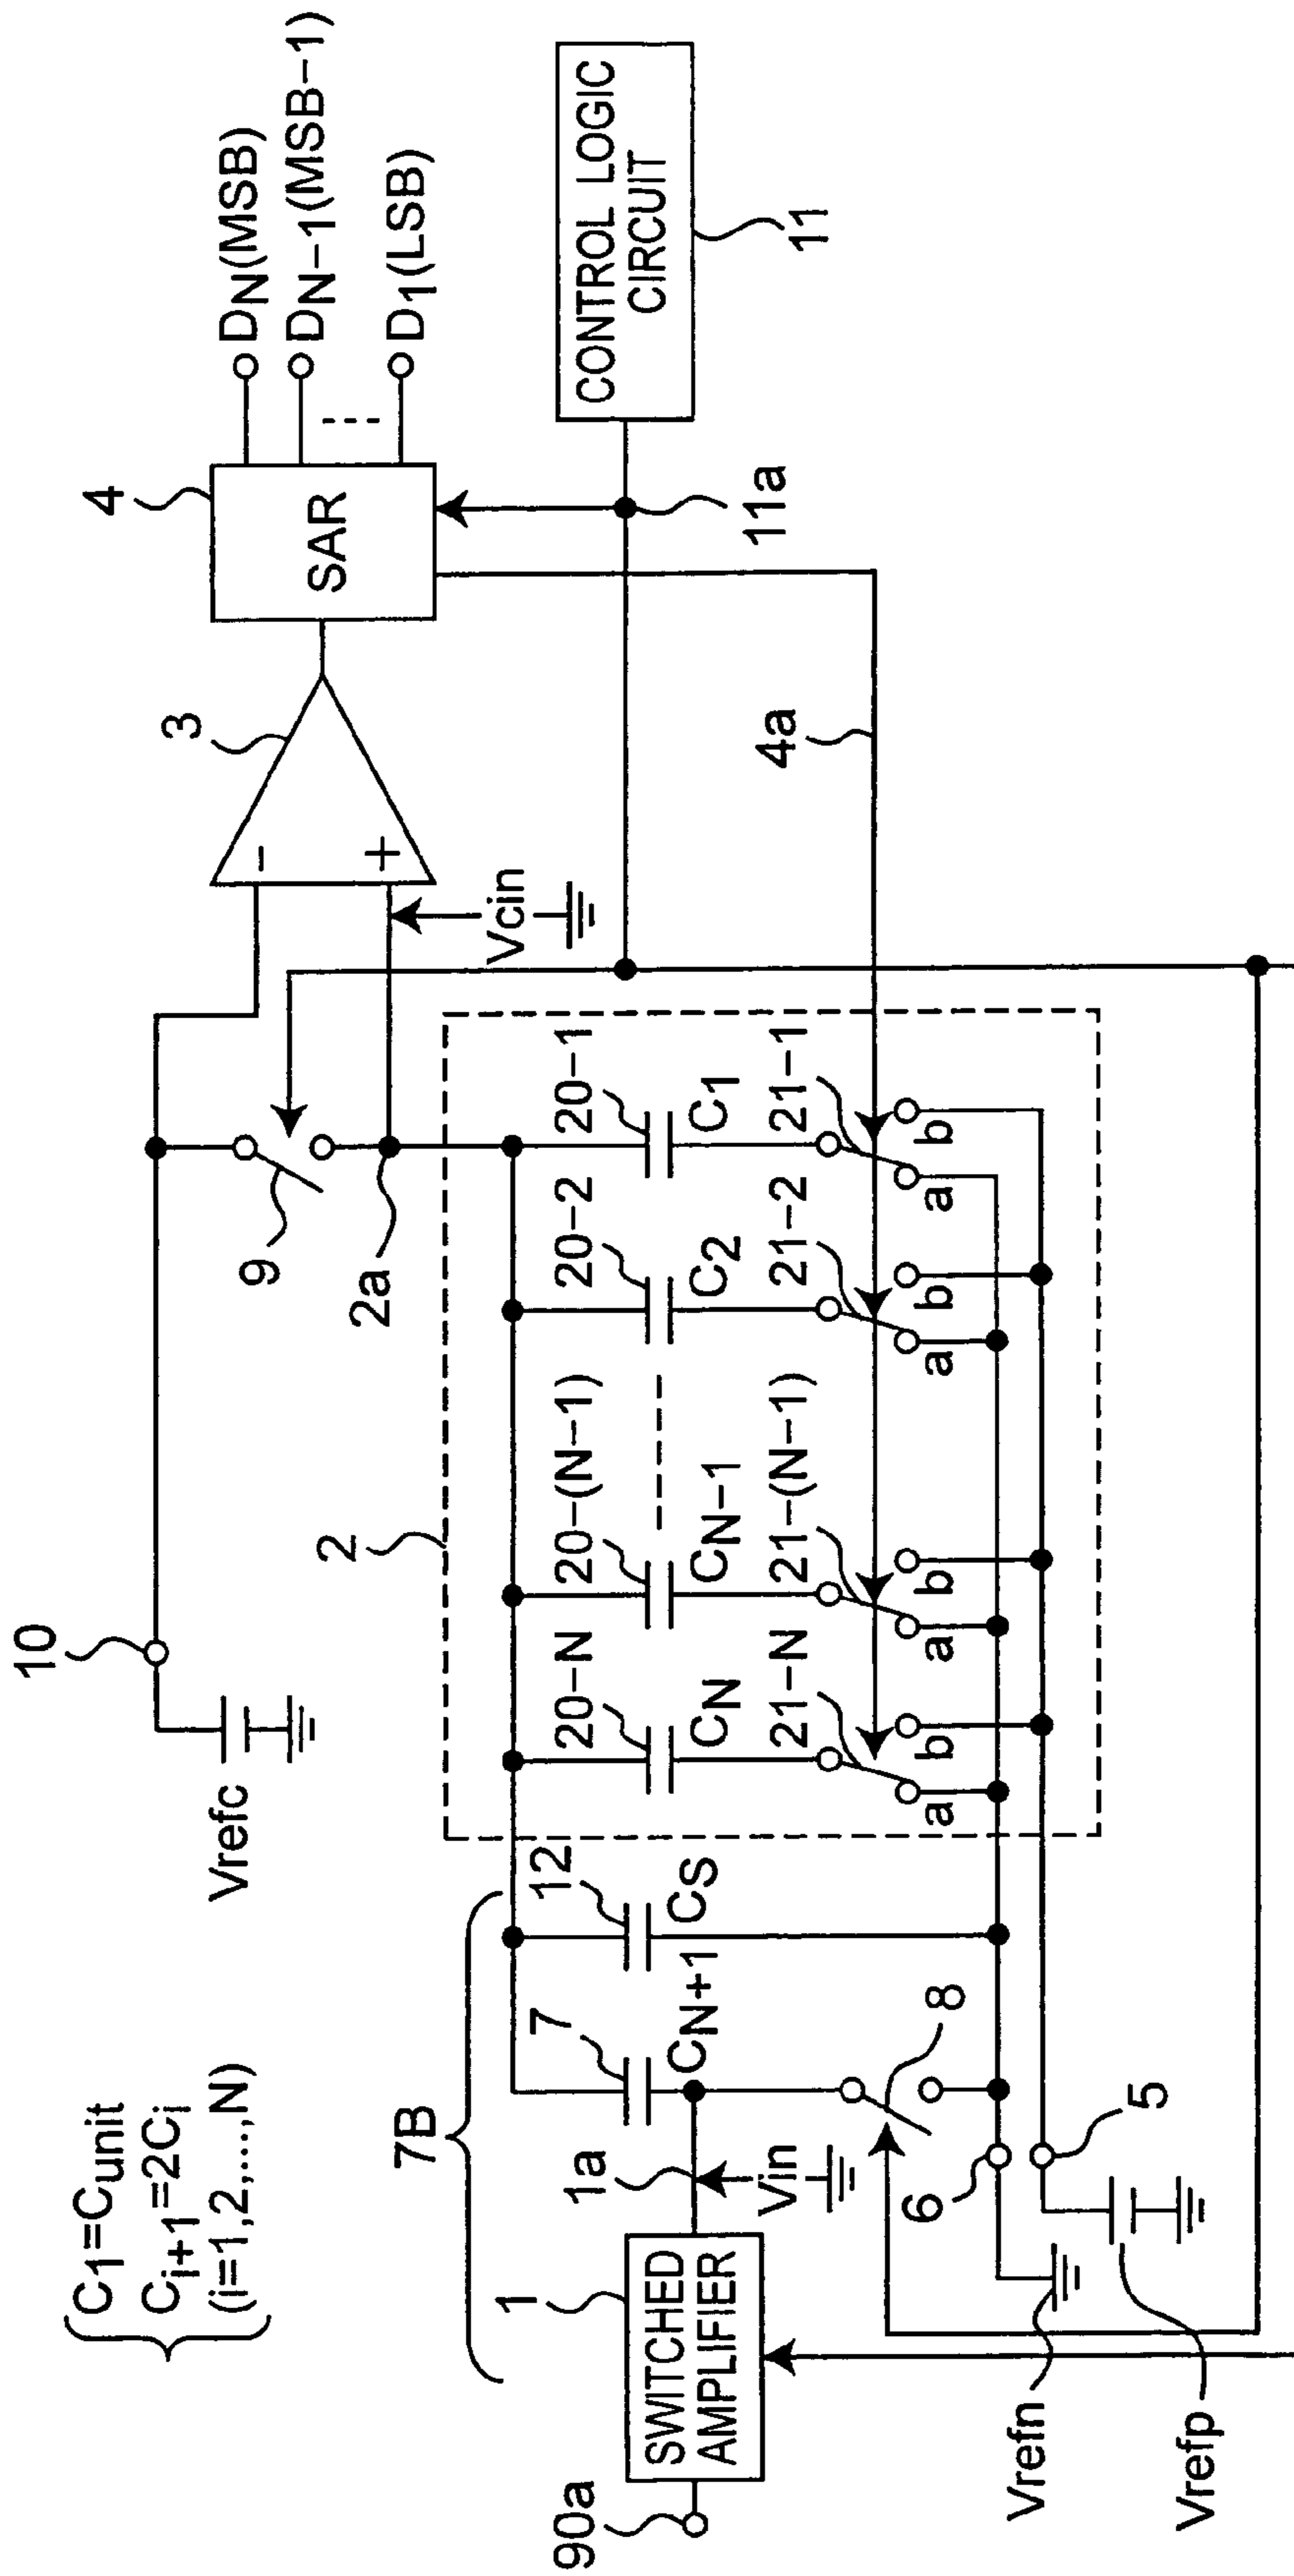 C1=Cunit
Ci+1=2Ci
(i=1,2,...,N)
Vrefc
10
9
2a
3
4
SAR
DN(MSB)
DN-1(MSB-1)
D1(LSB)
-
+
Vcin
CONTROL LOGIC
CIRCUIT
11
11a
4a
7B
2
7
12
20-N
20-(N-1)
20-2
20-1
CN+1
CS
CN
CN-1
C2
C1
21-N
21-(N-1)
21-2
21-1
a
b
a
b
a
b
a
b
90a
1
SWITCHED
AMPLIFIER
1a
Vin
8
6
5
Vrefn
Vrefp